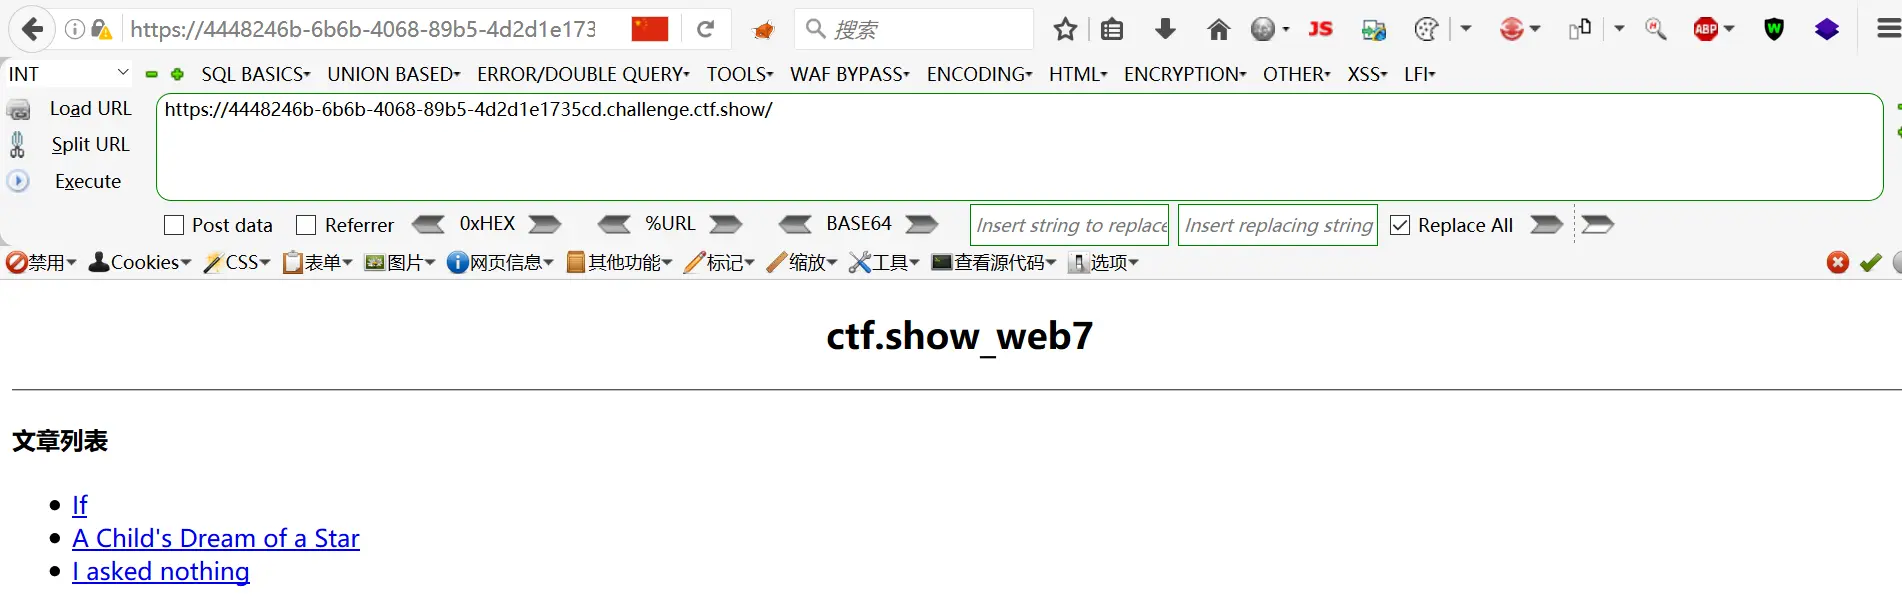 https://4448246b-6b6b-4068-89b5-4d2d1e173 搜索 JS ABP W
INT SQL BASICS UNION BASED ERROR/DOUBLE QUERY TOOLS WAF BYPASS ENCODING HTML ENCRYPTION OTHER XSS LFI
Load URL https://4448246b-6b6b-4068-89b5-4d2d1e1735cd.challenge.ctf.show/
Split URL
Execute
Post data Referrer 0xHEX %URL BASE64 Insert string to replace Insert replacing string Replace All
禁用 Cookies CSS 表单 图片 网页信息 其他功能 标记 缩放 工具 查看源代码 选项
ctf.show_web7
文章列表
If
A Child's Dream of a Star
I asked nothing